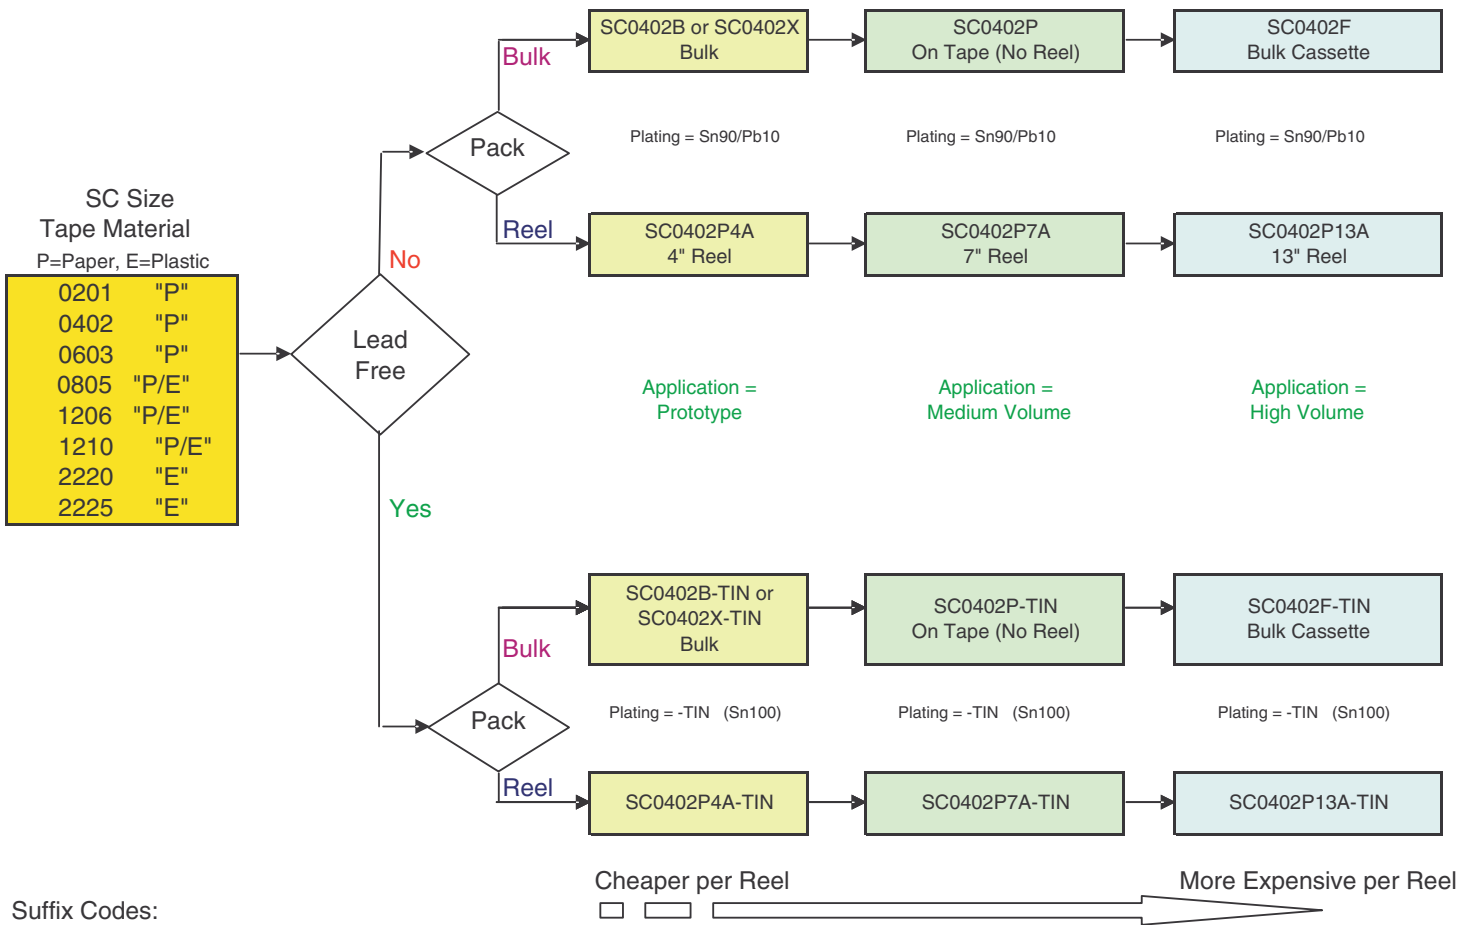 SC0402B or SC0402X
Bulk
SC0402P
On Tape (No Reel)
SC0402F
Bulk Cassette
Bulk
Pack
Plating = Sn90/Pb10
Plating = Sn90/Pb10
Plating = Sn90/Pb10
SC Size
Tape Material
P=Paper, E=Plastic
Reel
SC0402P4A
4" Reel
SC0402P7A
7" Reel
SC0402P13A
13" Reel
No
0201 "P"
0402 "P"
0603 "P"
0805 "P/E"
1206 "P/E"
1210 "P/E"
2220 "E"
2225 "E"
Lead
Free
Application =
Prototype
Application =
Medium Volume
Application =
High Volume
Yes
SC0402B-TIN or
SC0402X-TIN
Bulk
SC0402P-TIN
On Tape (No Reel)
SC0402F-TIN
Bulk Cassette
Bulk
Pack
Plating = -TIN (Sn100)
Plating = -TIN (Sn100)
Plating = -TIN (Sn100)
Reel
SC0402P4A-TIN
SC0402P7A-TIN
SC0402P13A-TIN
Cheaper per Reel
More Expensive per Reel
Suffix Codes: